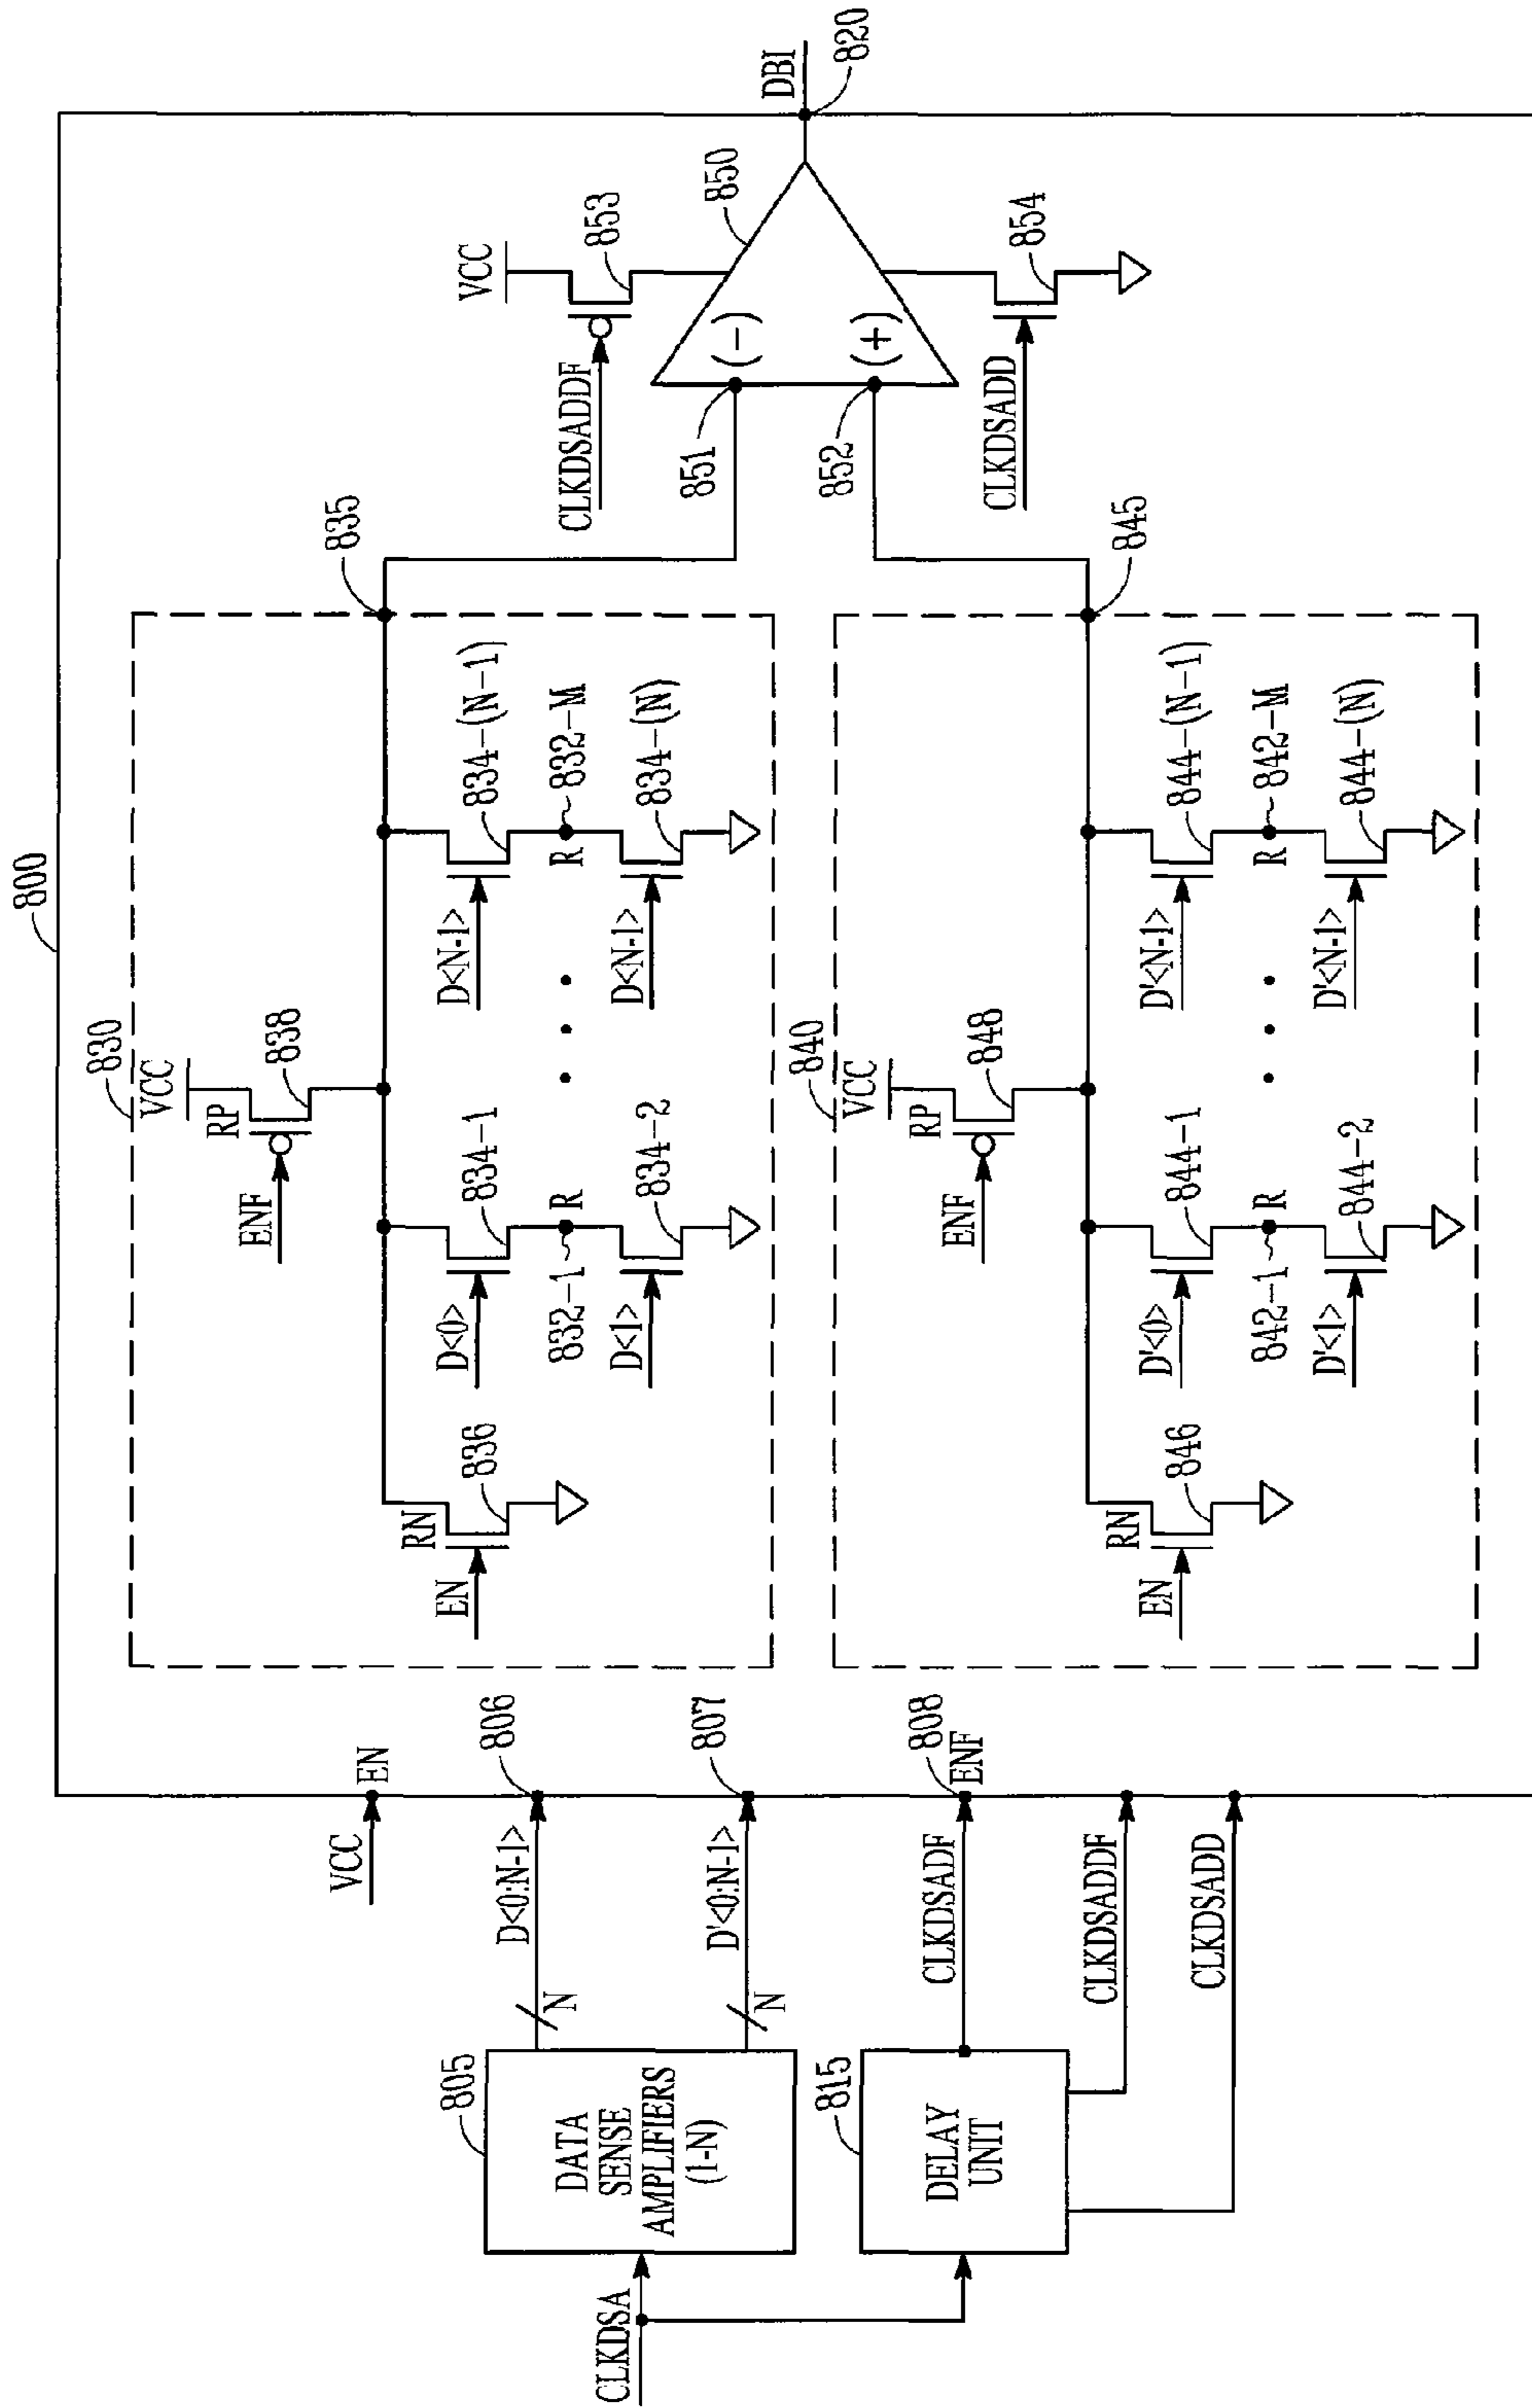 800
VCC
EN
D<0:N-1>
806
D'<0:N-1>
807
808
CLKDSADF
ENF
CLKDSADDF
CLKDSADD
N
N
805
DATA
SENSE
AMPLIFIERS
(1-N)
815
DELAY
UNIT
CLKDSA
830
VCC
RP
838
ENF
835
RN
836
EN
D<0>
834-1
832-1
R
D<1>
834-2
D<N-1>
834-(N-1)
R
832-M
D<N-1>
834-(N)
840
VCC
RP
848
ENF
845
RN
846
EN
D'<0>
844-1
842-1
R
D'<1>
844-2
D'<N-1>
844-(N-1)
R
842-M
D'<N-1>
844-(N)
VCC
853
CLKDSADDF
850
851
(-)
852
(+)
854
CLKDSADD
DBI
820